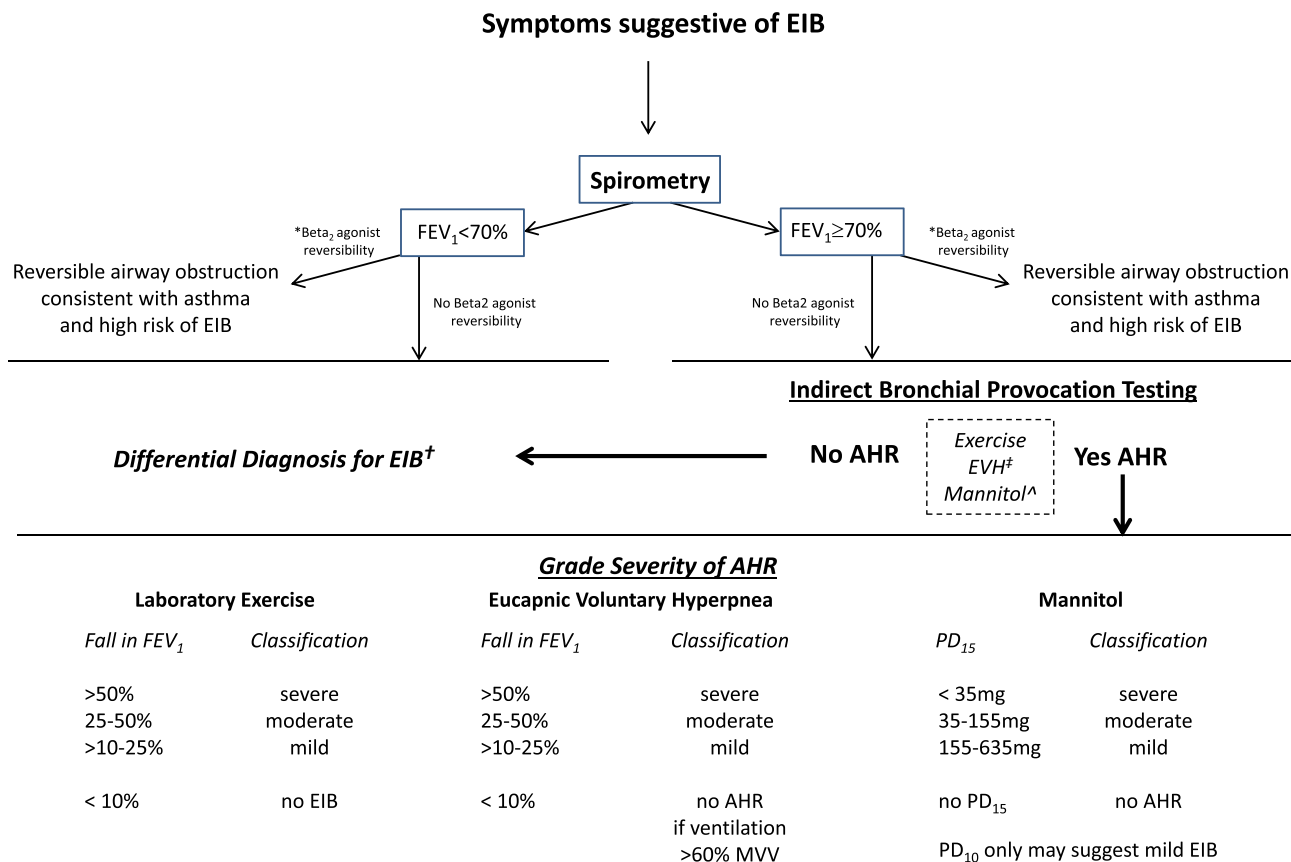 Symptoms suggestive of EIB
Spirometry
*Beta₂ agonist
reversibility
FEV₁<70%
FEV₁≥70%
*Beta₂ agonist
reversibility
Reversible airway obstruction
consistent with asthma
and high risk of EIB
No Beta2 agonist
reversibility
No Beta2 agonist
reversibility
Reversible airway obstruction
consistent with asthma
and high risk of EIB
Indirect Bronchial Provocation Testing
Differential Diagnosis for EIB†
No AHR
Exercise
EVH‡
Mannitol^
Yes AHR
Grade Severity of AHR
Laboratory Exercise
Fall in FEV₁ Classification
>50% severe
25-50% moderate
>10-25% mild
< 10% no EIB
Eucapnic Voluntary Hyperpnea
Fall in FEV₁ Classification
>50% severe
25-50% moderate
>10-25% mild
< 10% no AHR
if ventilation
>60% MVV
Mannitol
PD₁₅ Classification
< 35mg severe
35-155mg moderate
155-635mg mild
no PD₁₅ no AHR
PD₁₀ only may suggest mild EIB